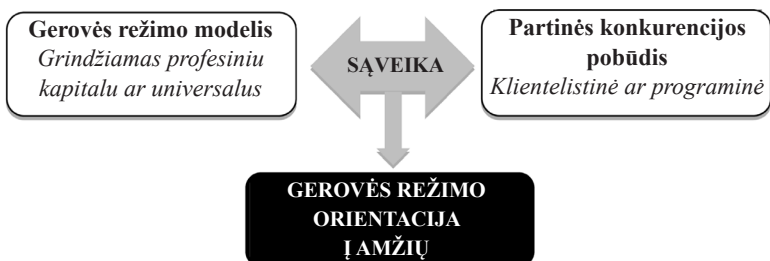 Gerovės režimo modelis
Grindžiamas profesiniu
kapitalu ar universalus
SĄVEIKA
Partinės konkurencijos
pobūdis
Klientelistinė ar programinė
GEROVĖS REŽIMO
ORIENTACIJA
Į AMŽIŲ